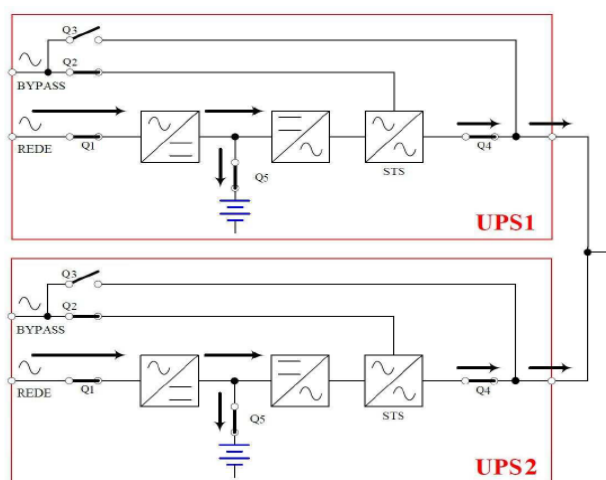 Q3
Q2
BYPASS
REDE
Q1
Q5
STS
Q4
UPS1
Q3
Q2
BYPASS
REDE
Q1
Q5
STS
Q4
UPS2